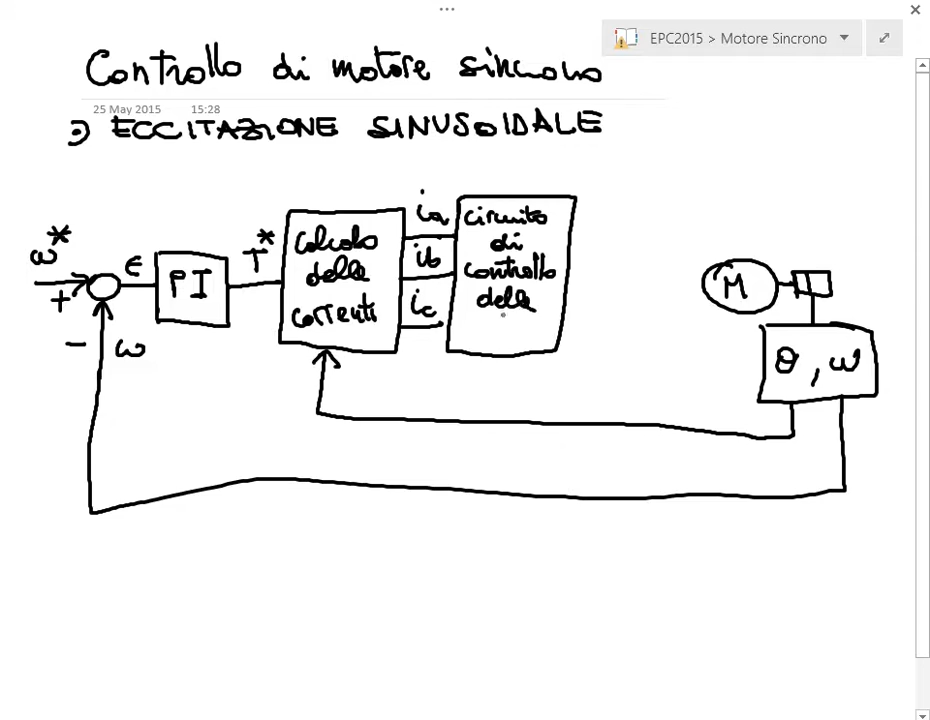 EPC2015 > Motore Sincrono
Controllo di motore sincrono
25 May 2015 15:28
ECCITAZIONE SINUSOIDALE
ω* + - ω
ϵ
PI
T*
calcolo
delle
correnti
ia
ib
ic
circuito
di
controllo
delle
M
θ, ω